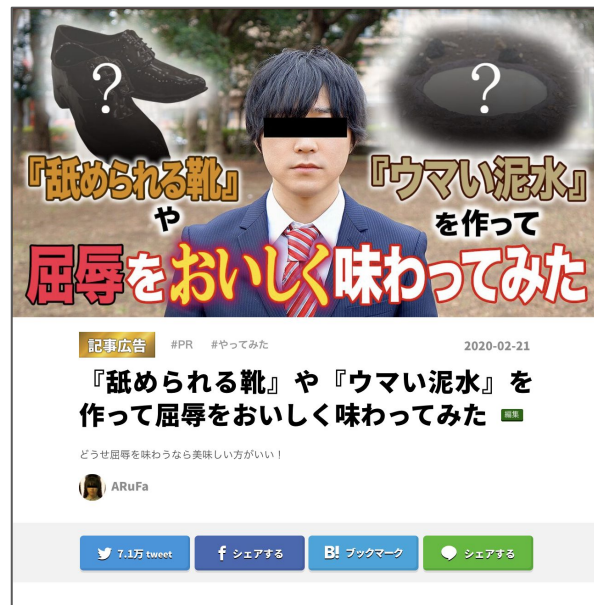 ?
?
『舐められる靴』
や
『ウマい泥水』
を作って
屈辱をおいしく味わってみた
記事広告 #PR #やってみた 2020-02-21
『舐められる靴』や『ウマい泥水』を
作って屈辱をおいしく味わってみた 編集
どうせ屈辱を味わうなら美味しい方がいい！
ARuFa
7.1万 tweet
f シェアする
B! ブックマーク
シェアする